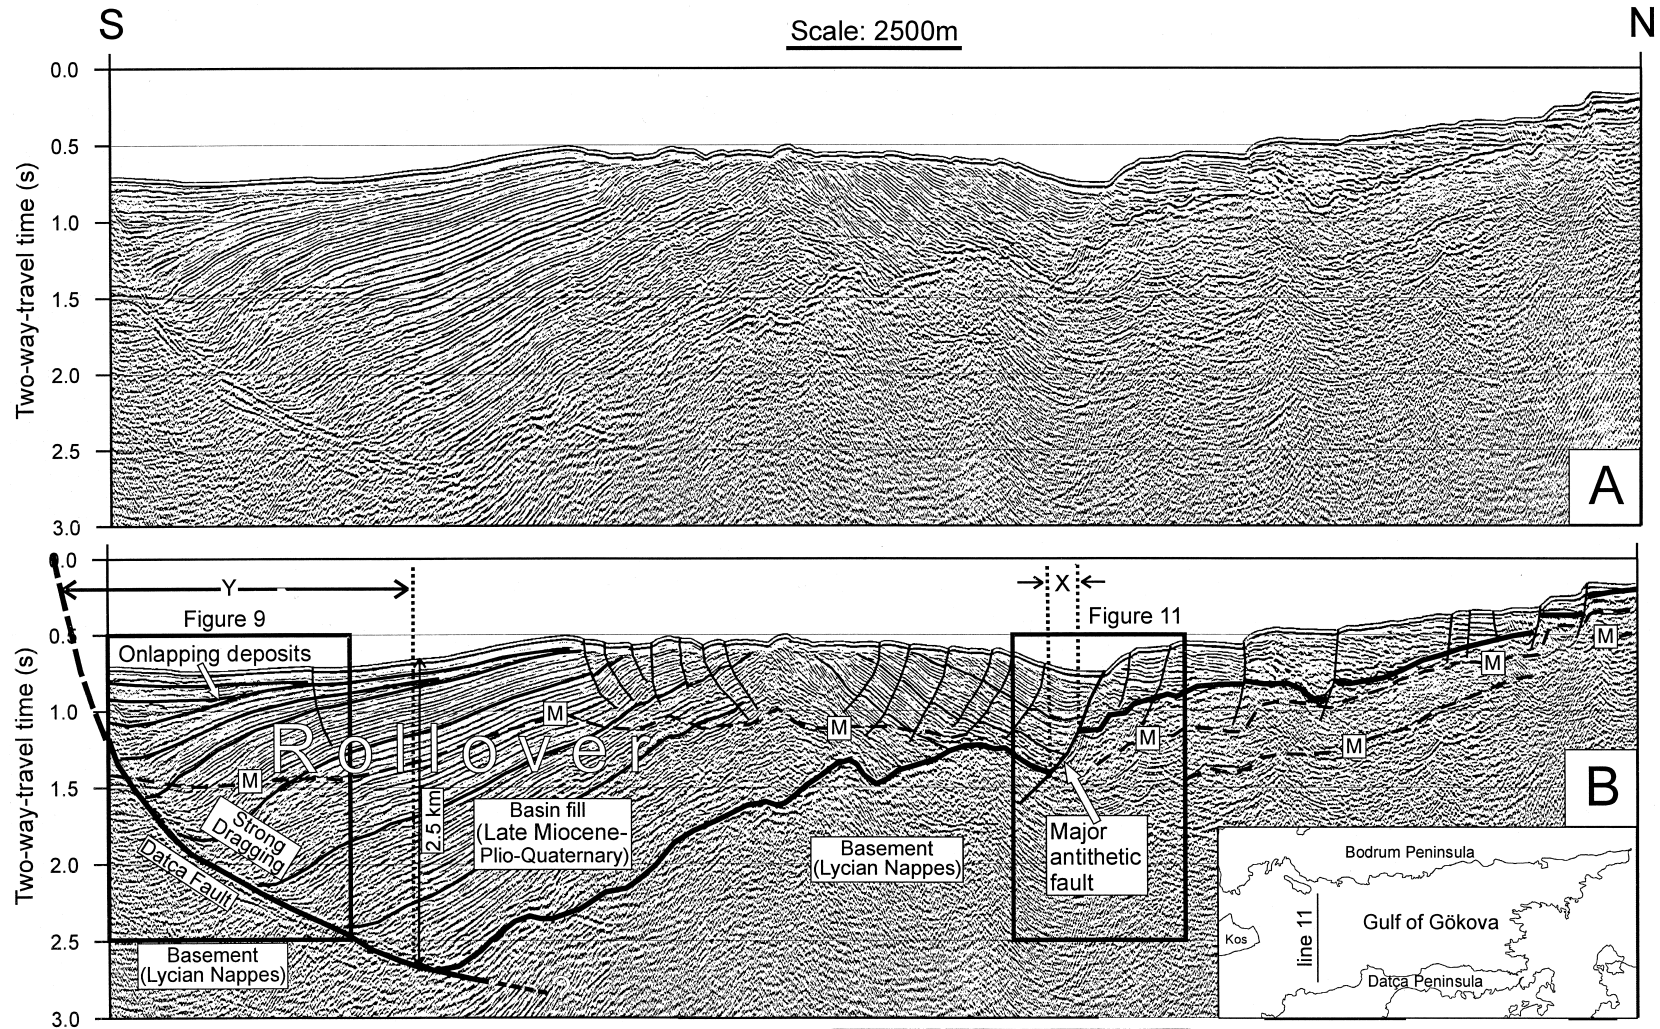 S
Scale: 2500m
N
Two-way-travel time (s)
0.0
0.5
1.0
1.5
2.0
2.5
3.0
A
Two-way-travel time (s)
0.0
0.5
1.0
1.5
2.0
2.5
3.0
Y
X
Figure 9
Figure 11
Onlapping deposits
Rollover
M
M
M
M
M
M
M
2.5 km
Strong
Dragging
Datca Fault
Basin fill
(Late Miocene-
Plio-Quaternary)
Basement
(Lycian Nappes)
Major
antithetic
fault
Basement
(Lycian Nappes)
B
Bodrum Peninsula
Gulf of Gökova
Kos
line 11
Datça Peninsula